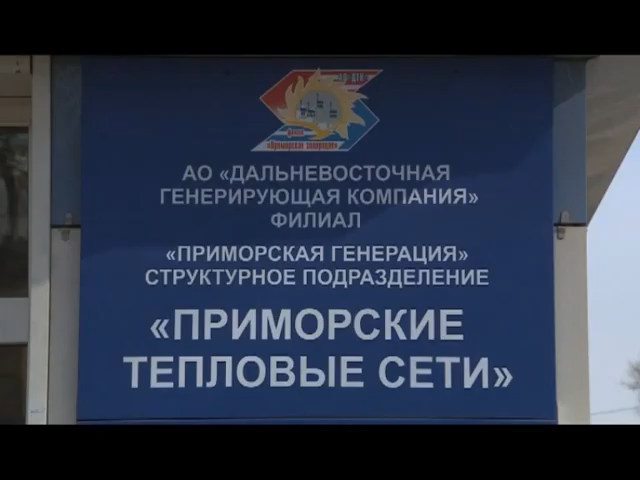 АО «ДАЛЬНЕВОСТОЧНАЯ
ГЕНЕРИРУЮЩАЯ КОМПАНИЯ»
ФИЛИАЛ
«ПРИМОРСКАЯ ГЕНЕРАЦИЯ»
СТРУКТУРНОЕ ПОДРАЗДЕЛЕНИЕ
«ПРИМОРСКИЕ
ТЕПЛОВЫЕ СЕТИ»